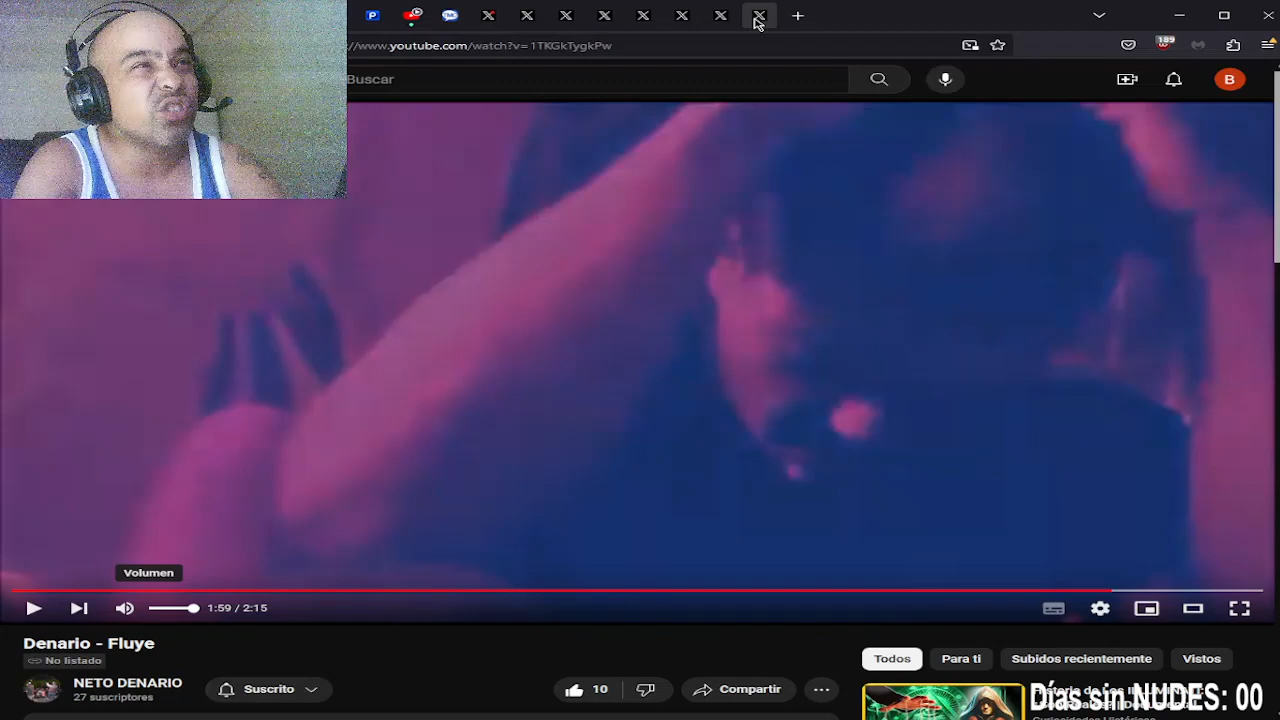 189
//www.youtube.com/watch?v=1TKGkTygkPw
Buscar
B
Volumen
1:59 / 2:15
Denario - Fluye
No listado
NETO DENARIO
27 suscriptores
Suscrito
10
Compartir
Todos
Para ti
Subidos recientemente
Vistos
Días sin NUDES: 00